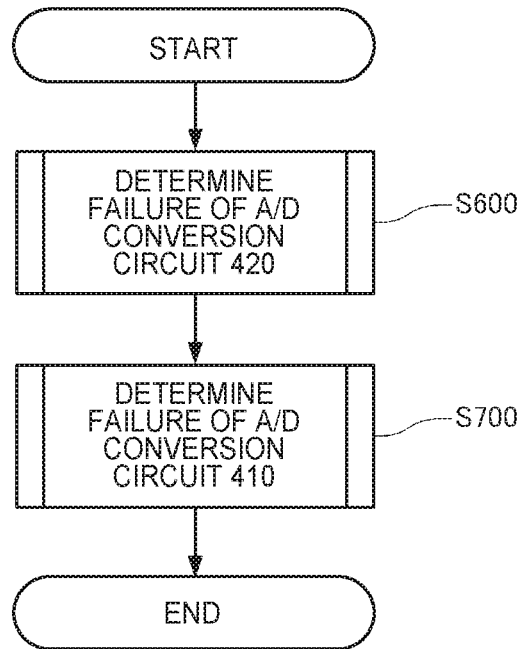 START
DETERMINE
FAILURE OF A/D
CONVERSION
CIRCUIT 420
S600
DETERMINE
FAILURE OF A/D
CONVERSION
CIRCUIT 410
S700
END